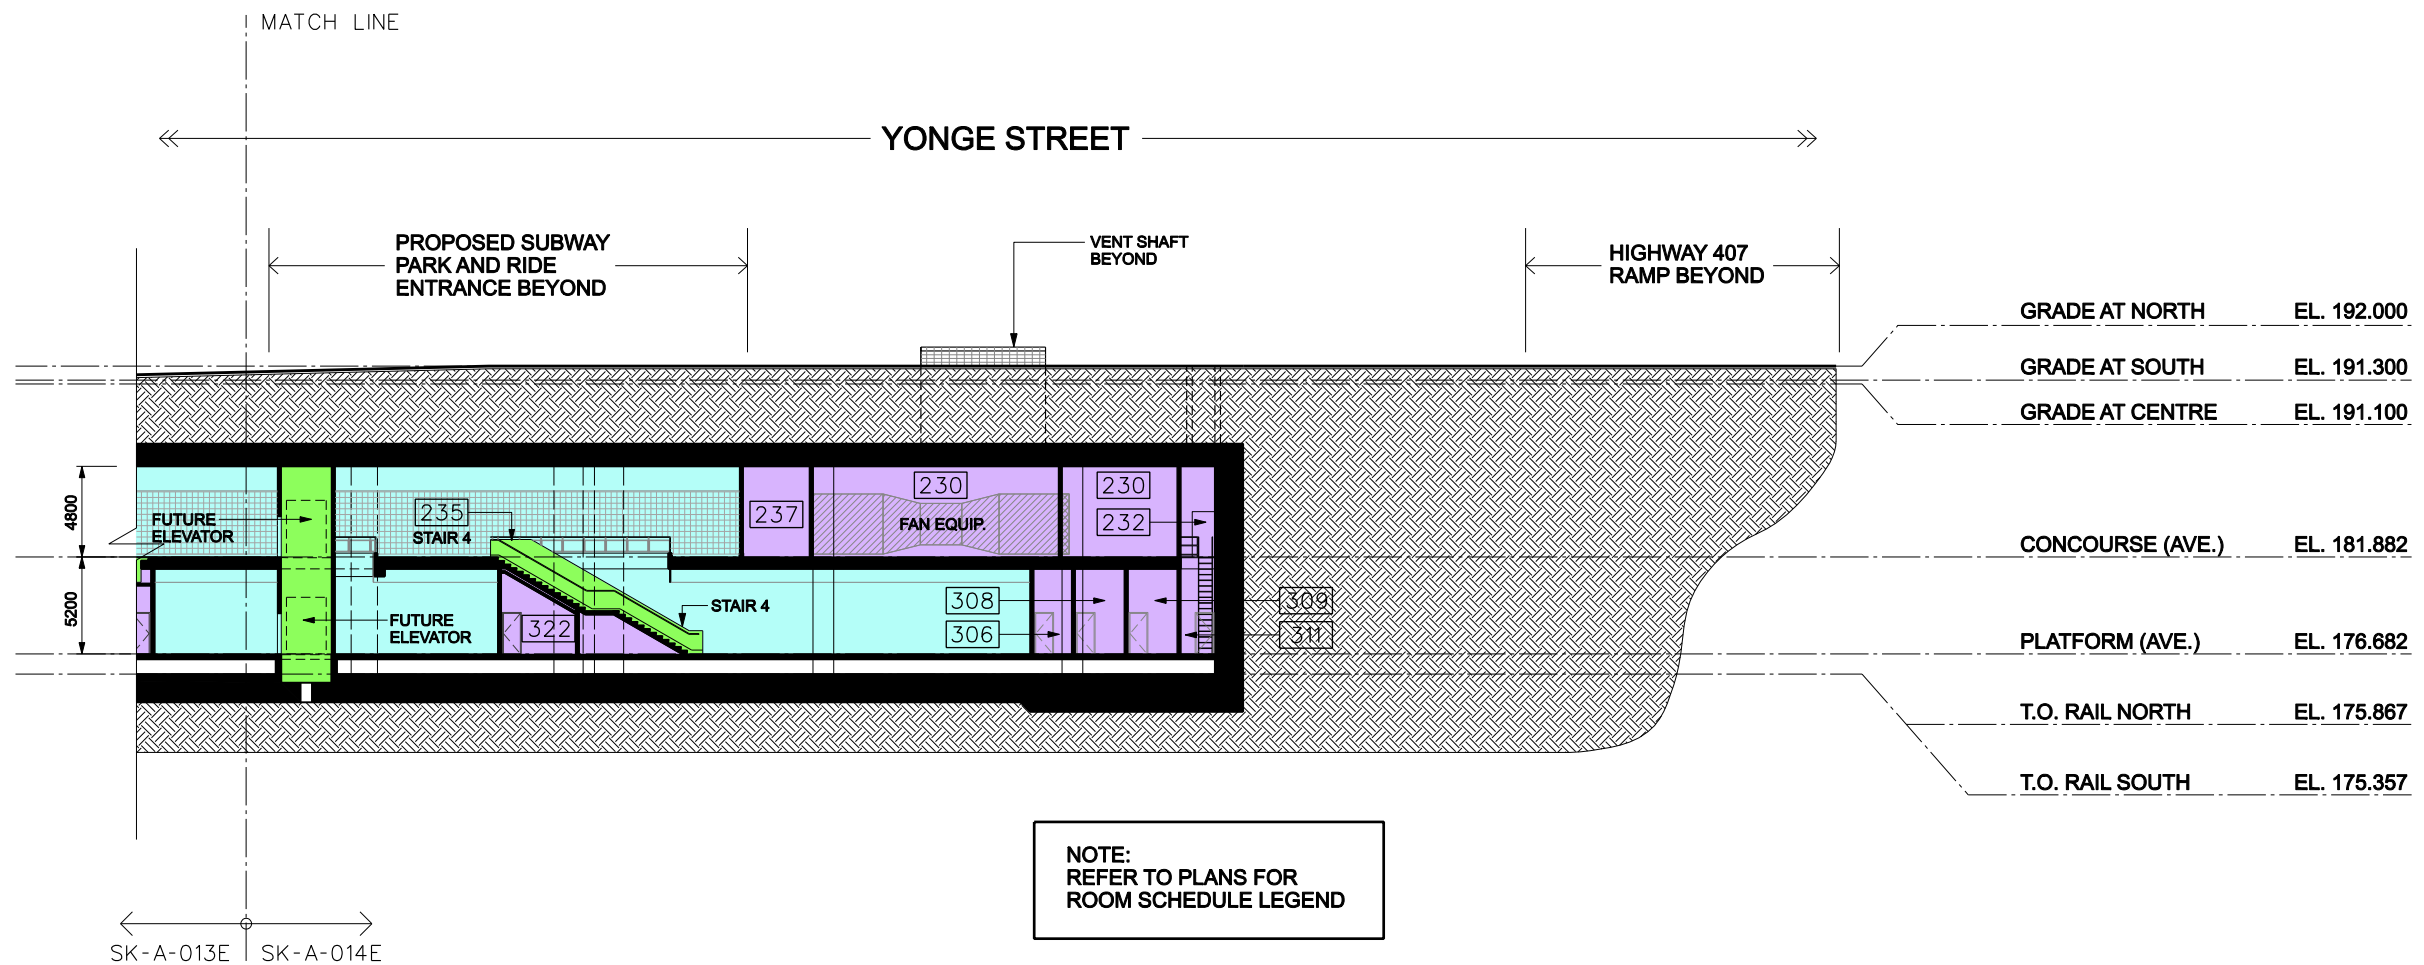 MATCH LINE
YONGE STREET
PROPOSED SUBWAY
PARK AND RIDE
ENTRANCE BEYOND
VENT SHAFT
BEYOND
HIGHWAY 407
RAMP BEYOND
GRADE AT NORTH EL. 192.000
GRADE AT SOUTH EL. 191.300
GRADE AT CENTRE EL. 191.100
4800
FUTURE
ELEVATOR
235
STAIR 4
237
230
FAN EQUIP.
230
232
CONCOURSE (AVE.) EL. 181.882
5200
FUTURE
ELEVATOR
322
STAIR 4
308
306
309
311
PLATFORM (AVE.) EL. 176.682
T.O. RAIL NORTH EL. 175.867
T.O. RAIL SOUTH EL. 175.357
NOTE:
REFER TO PLANS FOR
ROOM SCHEDULE LEGEND
SK-A-013E SK-A-014E